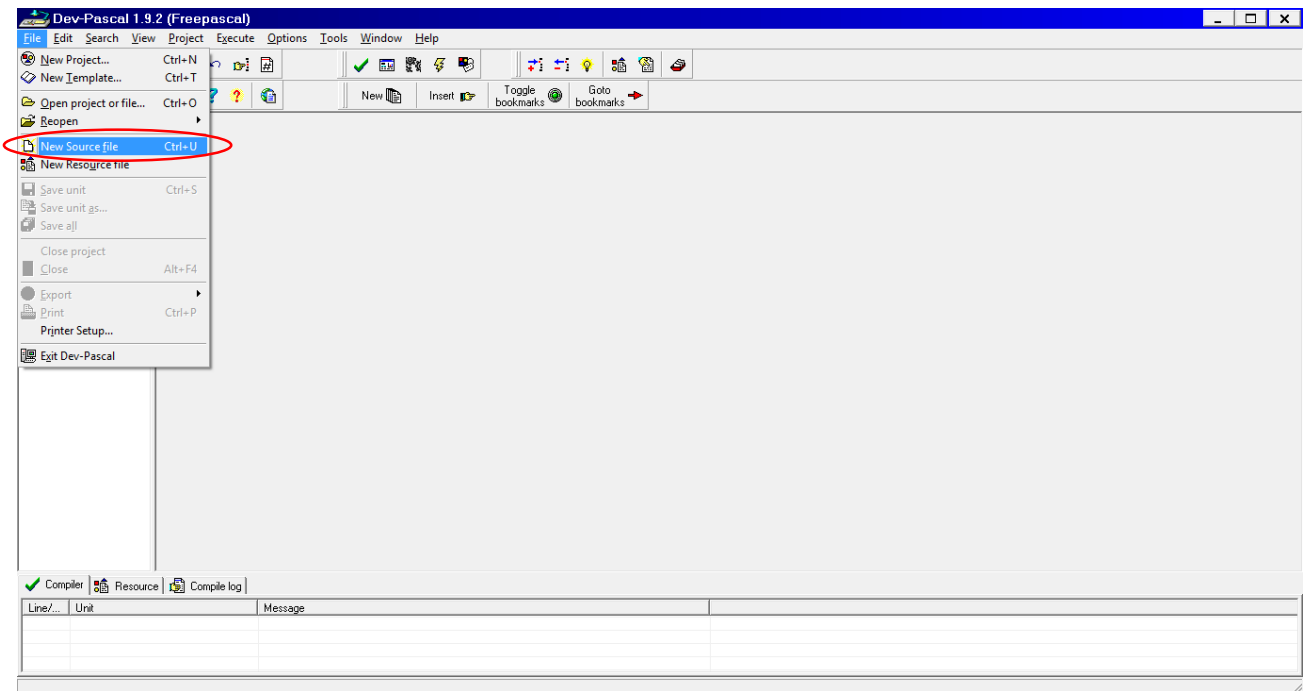 Dev-Pascal 1.9.2 (Freepascal)
File Edit Search View Project Execute Options Tools Window Help
New Project... Ctrl+N
New Template... Ctrl+T
Open project or file... Ctrl+O
Reopen
New Source file Ctrl+U
New Resource file
Save unit Ctrl+S
Save unit as...
Save all
Close project
Close Alt+F4
Export
Print Ctrl+P
Printer Setup...
Exit Dev-Pascal
New Insert Toggle bookmarks Goto bookmarks
Compiler Resource Compile log
Line/... Unit Message